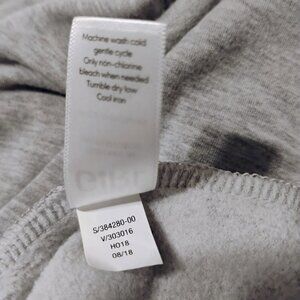 Machine wash cold
gentle cycle
Only non-chlorine
bleach when needed
Tumble dry low
Cool iron
S/384280-00
V/303016
HO18
08/18